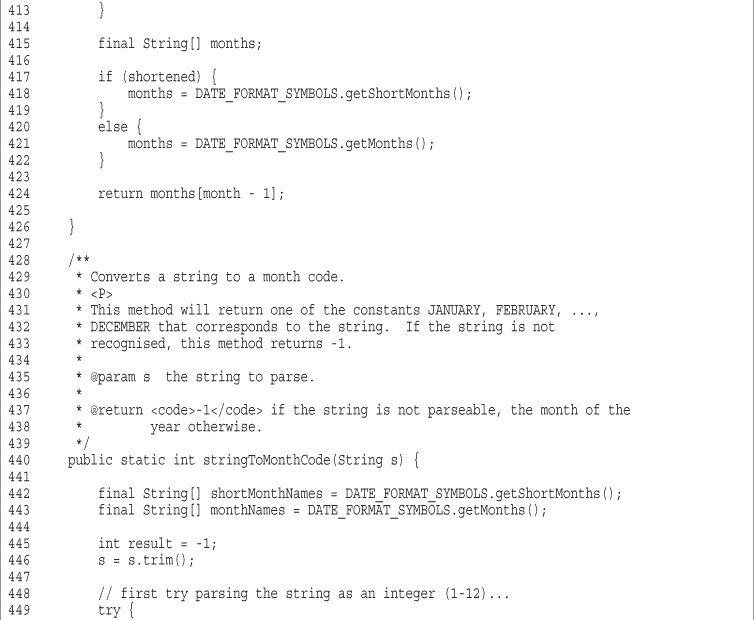 413         }
414
415         final String[] months;
416
417         if (shortened) {
418             months = DATE_FORMAT_SYMBOLS.getShortMonths();
419         }
420         else {
421             months = DATE_FORMAT_SYMBOLS.getMonths();
422         }
423
424         return months[month - 1];
425
426     }
427
428     /**
429      * Converts a string to a month code.
430      * <P>
431      * This method will return one of the constants JANUARY, FEBRUARY, ...,
432      * DECEMBER that corresponds to the string.  If the string is not
433      * recognised, this method returns -1.
434      *
435      * @param s  the string to parse.
436      *
437      * @return <code>-1</code> if the string is not parseable, the month of the
438      *         year otherwise.
439      */
440     public static int stringToMonthCode(String s) {
441
442         final String[] shortMonthNames = DATE_FORMAT_SYMBOLS.getShortMonths();
443         final String[] monthNames = DATE_FORMAT_SYMBOLS.getMonths();
444
445         int result = -1;
446         s = s.trim();
447
448         // first try parsing the string as an integer (1-12)...
449         try {